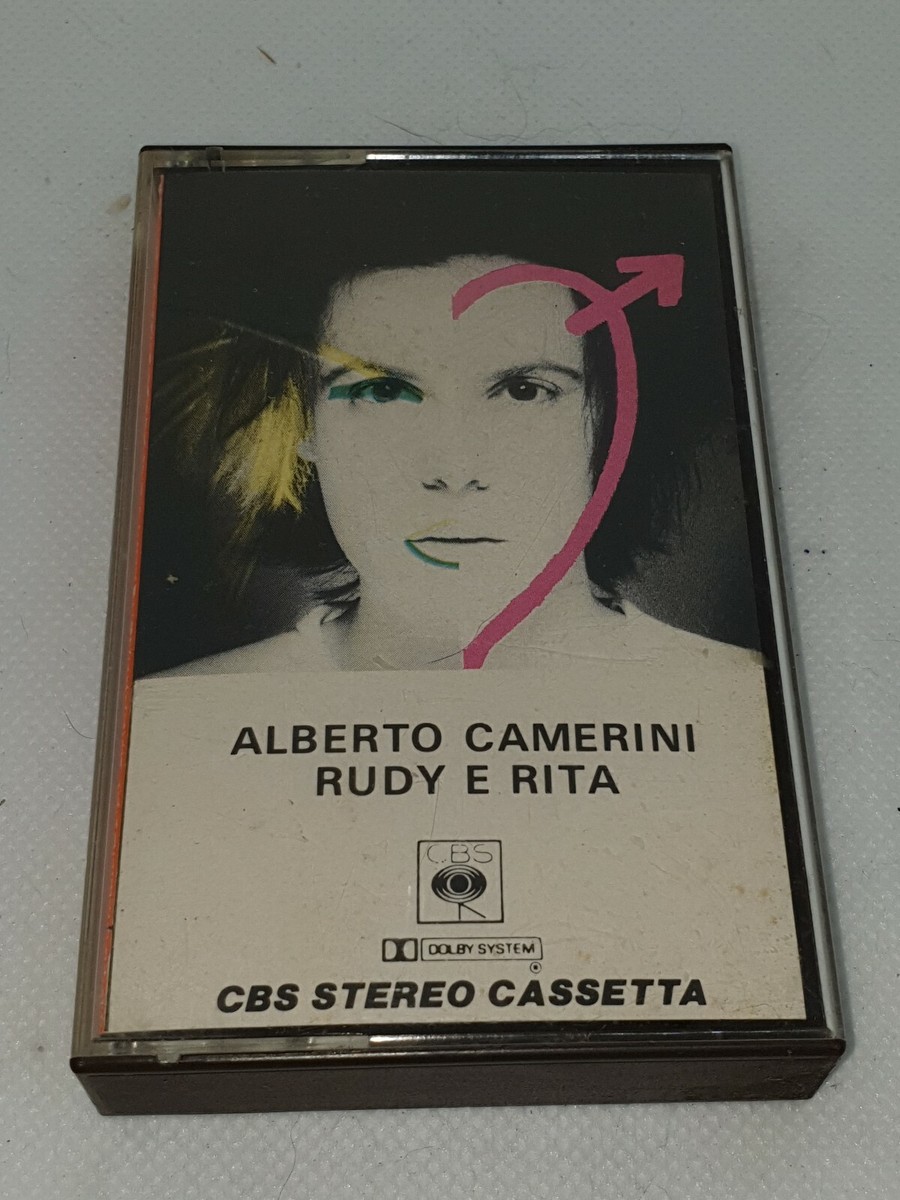 ALBERTO CAMERINI
RUDY E RITA
CBS
DOLBY SYSTEM
CBS STEREO CASSETTA